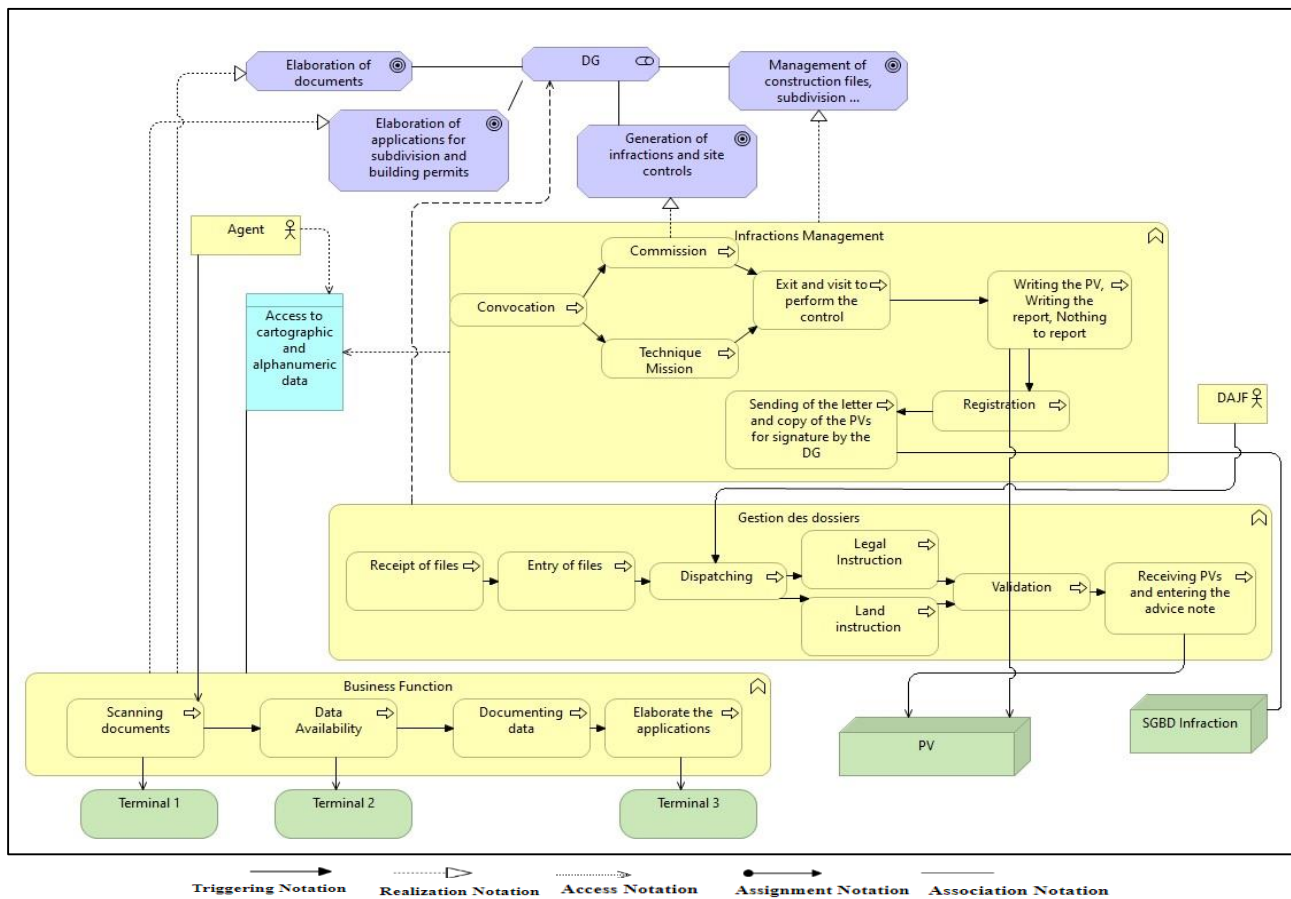 Elaboration of
documents
DG
Management of
construction files,
subdivision ...
Elaboration of
applications for
subdivision and
building permits
Generation of
infractions and site
controls
Agent
Infractions Management
Commission
Convocation
Exit and visit to
perform the
control
Writing the PV,
Writing the
report, Nothing
to report
Technique
Mission
Access to
cartographic
and
alphanumeric
data
Sending of the letter
and copy of the PVs
for signature by the
DG
Registration
DAJF
Gestion des dossiers
Receipt of files
Entry of files
Dispatching
Legal
Instruction
Land
instruction
Validation
Receiving PVs
and entering the
advice note
Business Function
Scanning
documents
Data
Availability
Documenting
data
Elaborate the
applications
PV
SGBD Infraction
Terminal 1
Terminal 2
Terminal 3
Triggering Notation
Realization Notation
Access Notation
Assignment Notation
Association Notation